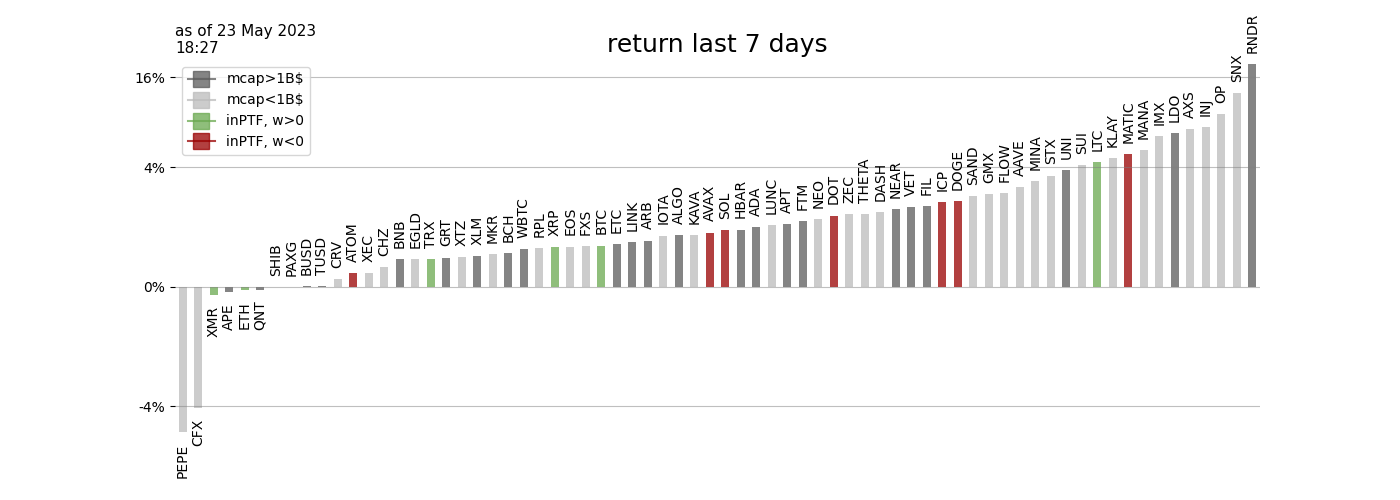 as of 23 May 2023
18:27
return last 7 days
mcap>1B$
mcap<1B$
inPTF, w>0
inPTF, w<0
16%
4%
0%
-4%
PEPE
CFX
XMR
APE
ETH
QNT
SHIB
PAXG
BUSD
TUSD
CRV
ATOM
XEC
CHZ
BNB
EGLD
TRX
GRT
XTZ
XLM
MKR
BCH
WBTC
RPL
XRP
EOS
FXS
BTC
ETC
LINK
ARB
IOTA
ALGO
KAVA
AVAX
SOL
HBAR
ADA
LUNC
APT
FTM
NEO
DOT
ZEC
THETA
DASH
NEAR
VET
FIL
ICP
DOGE
SAND
GMX
FLOW
AAVE
MINA
STX
UNI
SUI
LTC
KLAY
MATIC
MANA
IMX
LDO
AXS
INJ
OP
SNX
RNDR